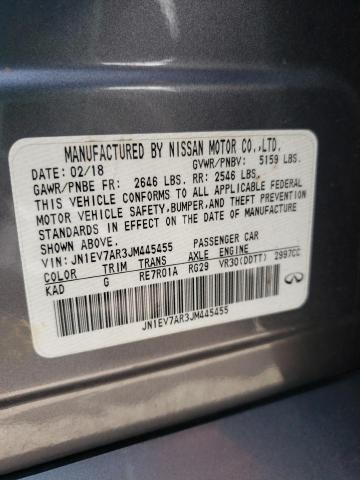 MANUFACTURED BY NISSAN MOTOR CO.,LTD.
DATE: 02/18 GVWR/PNBV: 5159 LBS.
GAWR/PNBE FR: 2646 LBS. RR: 2546 LBS.
THIS VEHICLE CONFORMS TO ALL APPLICABLE FEDERAL
MOTOR VEHICLE SAFETY,BUMPER,AND THEFT PREVENTION
STANDARDS IN EFFECT ON THE DATE OF MANUFACTURE
SHOWN ABOVE.
VIN: JN1EV7AR3JM445455 PASSENGER CAR
COLOR TRIM TRANS AXLE ENGINE
KAD G RE7R01A RG29 VR30(DDTT) 2997CC
JN1EV7AR3JM445455
INFINITI